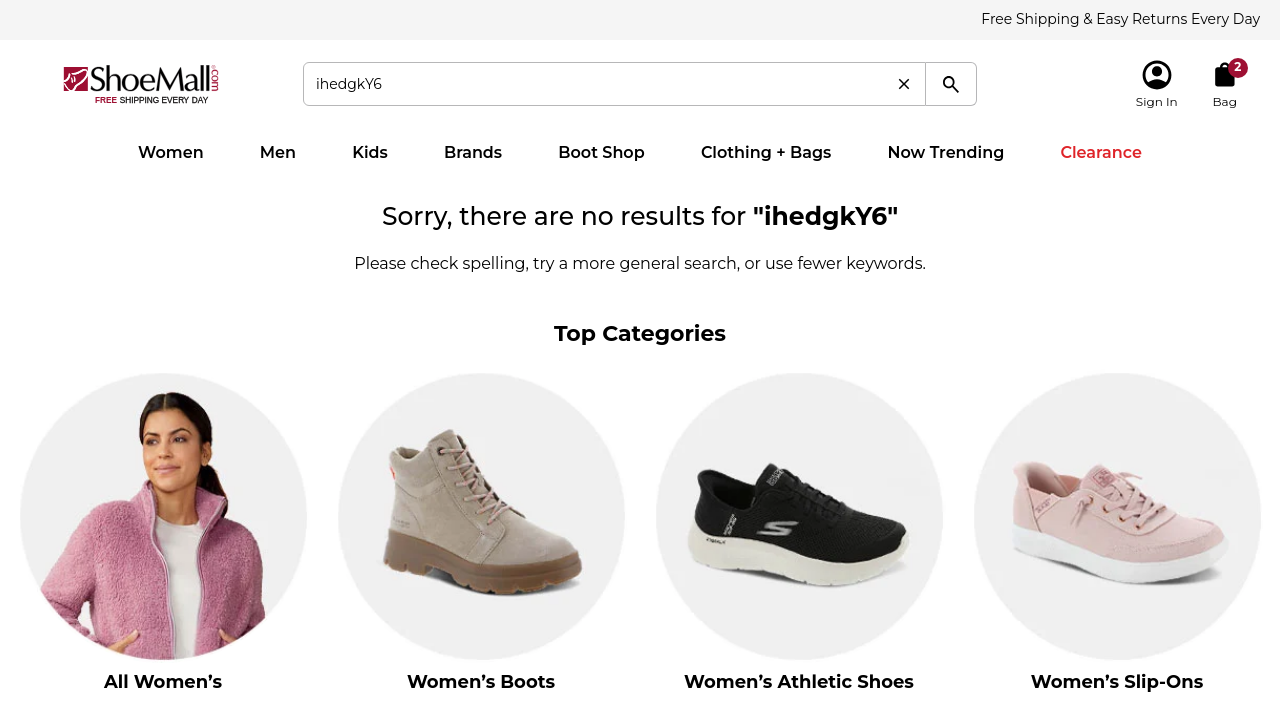 Free Shipping & Easy Returns Every Day
ShoeMall.com
FREE SHIPPING EVERY DAY
ihedgkY6
Sign In
2
Bag
Women
Men
Kids
Brands
Boot Shop
Clothing + Bags
Now Trending
Clearance
Sorry, there are no results for "ihedgkY6"
Please check spelling, try a more general search, or use fewer keywords.
Top Categories
All Women’s
Women’s Boots
Women’s Athletic Shoes
Women’s Slip-Ons